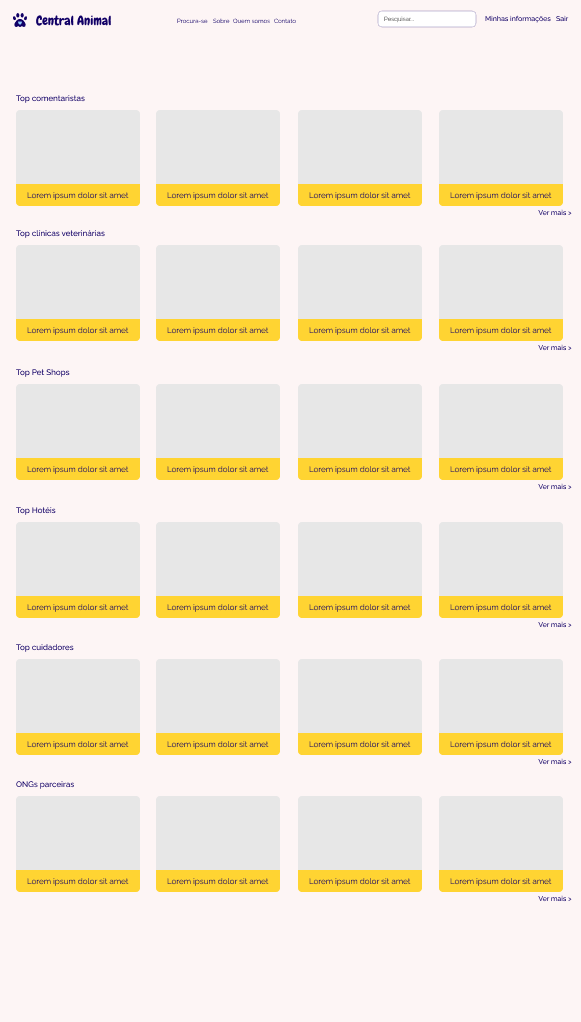 Central Animal
Procura-se Sobre Quem somos Contato
Pesquisar...
Minhas informações Sair
Top comentaristas
Lorem ipsum dolor sit amet Lorem ipsum dolor sit amet Lorem ipsum dolor sit amet Lorem ipsum dolor sit amet
Ver mais >
Top clinicas veterinárias
Lorem ipsum dolor sit amet Lorem ipsum dolor sit amet Lorem ipsum dolor sit amet Lorem ipsum dolor sit amet
Ver mais >
Top Pet Shops
Lorem ipsum dolor sit amet Lorem ipsum dolor sit amet Lorem ipsum dolor sit amet Lorem ipsum dolor sit amet
Ver mais >
Top Hotéis
Lorem ipsum dolor sit amet Lorem ipsum dolor sit amet Lorem ipsum dolor sit amet Lorem ipsum dolor sit amet
Ver mais >
Top cuidadores
Lorem ipsum dolor sit amet Lorem ipsum dolor sit amet Lorem ipsum dolor sit amet Lorem ipsum dolor sit amet
Ver mais >
ONGs parceiras
Lorem ipsum dolor sit amet Lorem ipsum dolor sit amet Lorem ipsum dolor sit amet Lorem ipsum dolor sit amet
Ver mais >